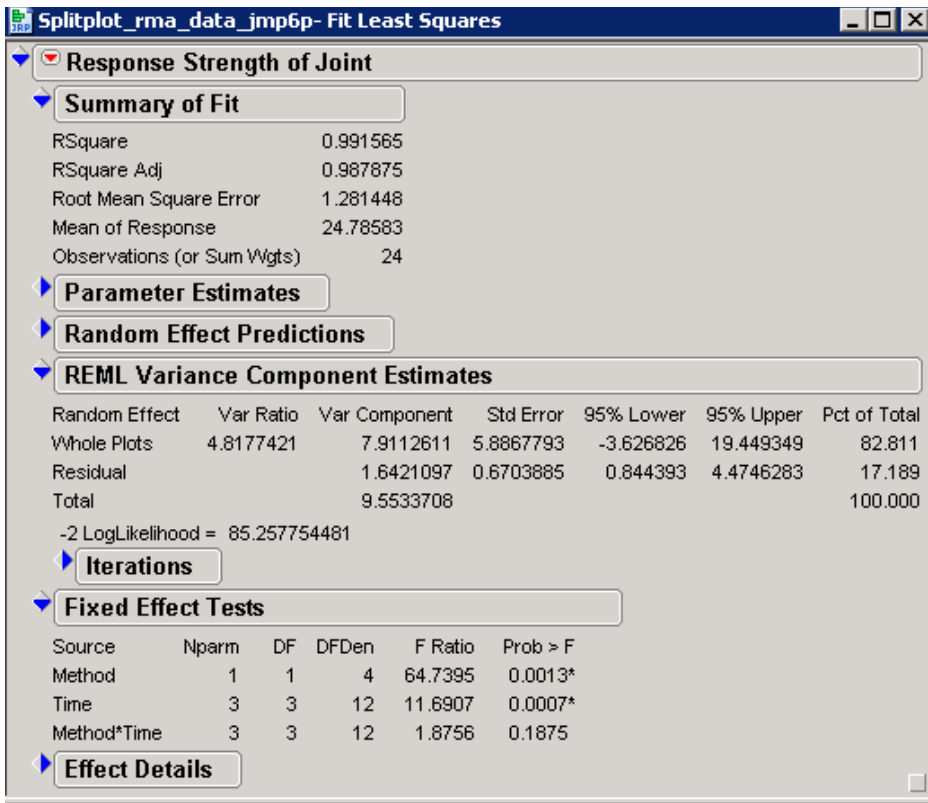 Splitplot_rma_data_jmp6p- Fit Least Squares
Response Strength of Joint
Summary of Fit
RSquare 0.991565
RSquare Adj 0.987875
Root Mean Square Error 1.281448
Mean of Response 24.78583
Observations (or Sum Wgts) 24
Parameter Estimates
Random Effect Predictions
REML Variance Component Estimates
Random Effect Var Ratio Var Component Std Error 95% Lower 95% Upper Pct of Total
Whole Plots 4.8177421 7.9112611 5.8867793 -3.626826 19.449349 82.811
Residual 1.6421097 0.6703885 0.844393 4.4746283 17.189
Total 9.5533708 100.000
-2 LogLikelihood = 85.257754481
Iterations
Fixed Effect Tests
Source Nparm DF DFDen F Ratio Prob > F
Method 1 1 4 64.7395 0.0013*
Time 3 3 12 11.6907 0.0007*
Method*Time 3 3 12 1.8756 0.1875
Effect Details